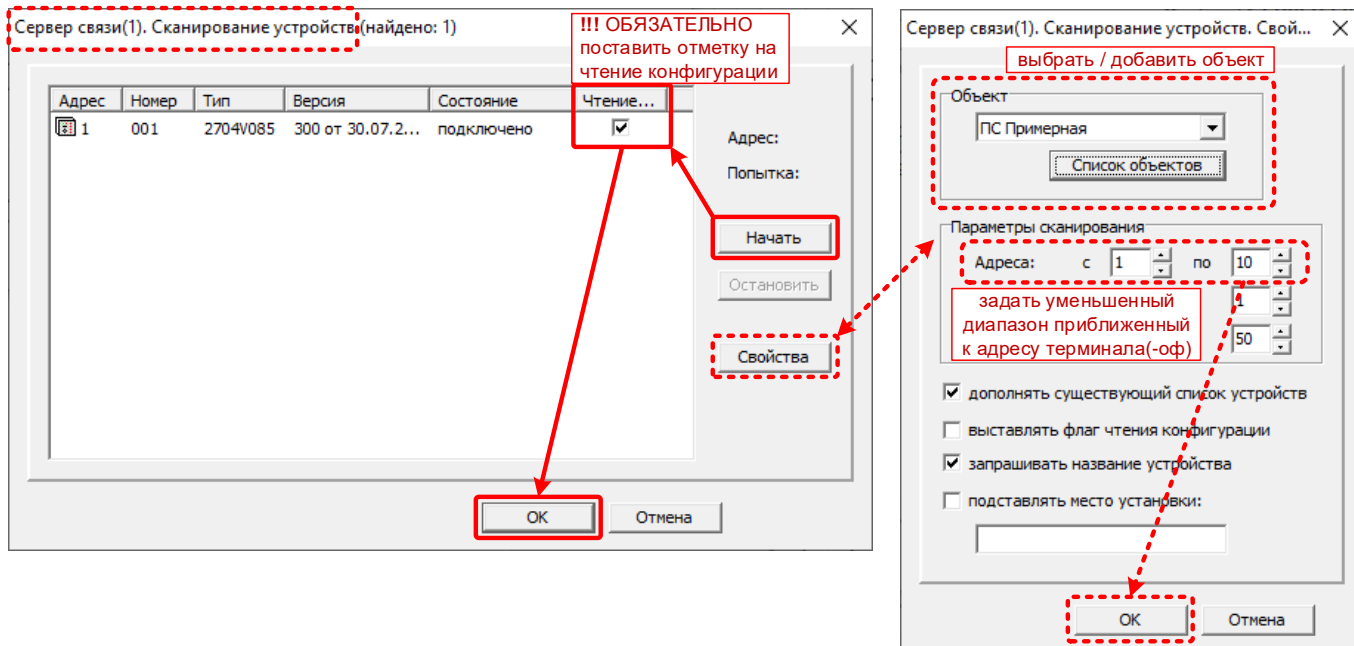 Сервер связи(1). Сканирование устройств (найдено: 1)
!!! ОБЯЗАТЕЛЬНО
поставить отметку на
чтение конфигурации
Адрес Номер Тип Версия Состояние Чтение...
1 001 2704V085 300 от 30.07.2... подключено
Адрес:
Попытка:
Начать
Остановить
Свойства
OK Отмена
Сервер связи(1). Сканирование устройств. Свой...
выбрать / добавить объект
Объект
ПС Примерная
Список объектов
Параметры сканирования
Адреса: с 1 по 10
1
50
задать уменьшенный
диапазон приближенный
к адресу терминала(-оф)
дополнять существующий список устройств
выставлять флаг чтения конфигурации
запрашивать название устройства
подставлять место установки:
OK Отмена